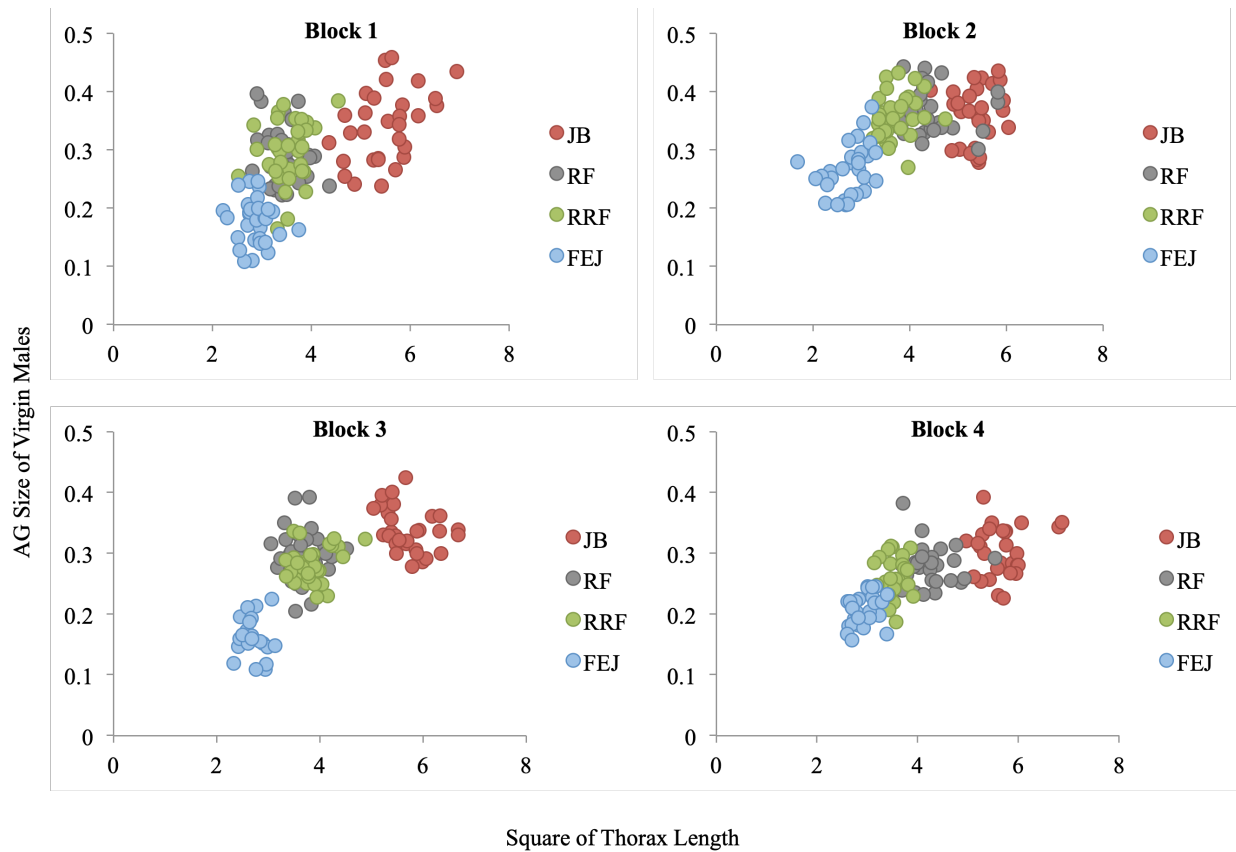 Block 1
0.5
0.4
0.3
0.2
0.1
0
0 2 4 6 8
JB
RF
RRF
FEJ
Block 2
0.5
0.4
0.3
0.2
0.1
0
0 2 4 6 8
JB
RF
RRF
FEJ
AG Size of Virgin Males
Block 3
0.5
0.4
0.3
0.2
0.1
0
0 2 4 6 8
JB
RF
RRF
FEJ
Block 4
0.5
0.4
0.3
0.2
0.1
0
0 2 4 6 8
JB
RF
RRF
FEJ
Square of Thorax Length